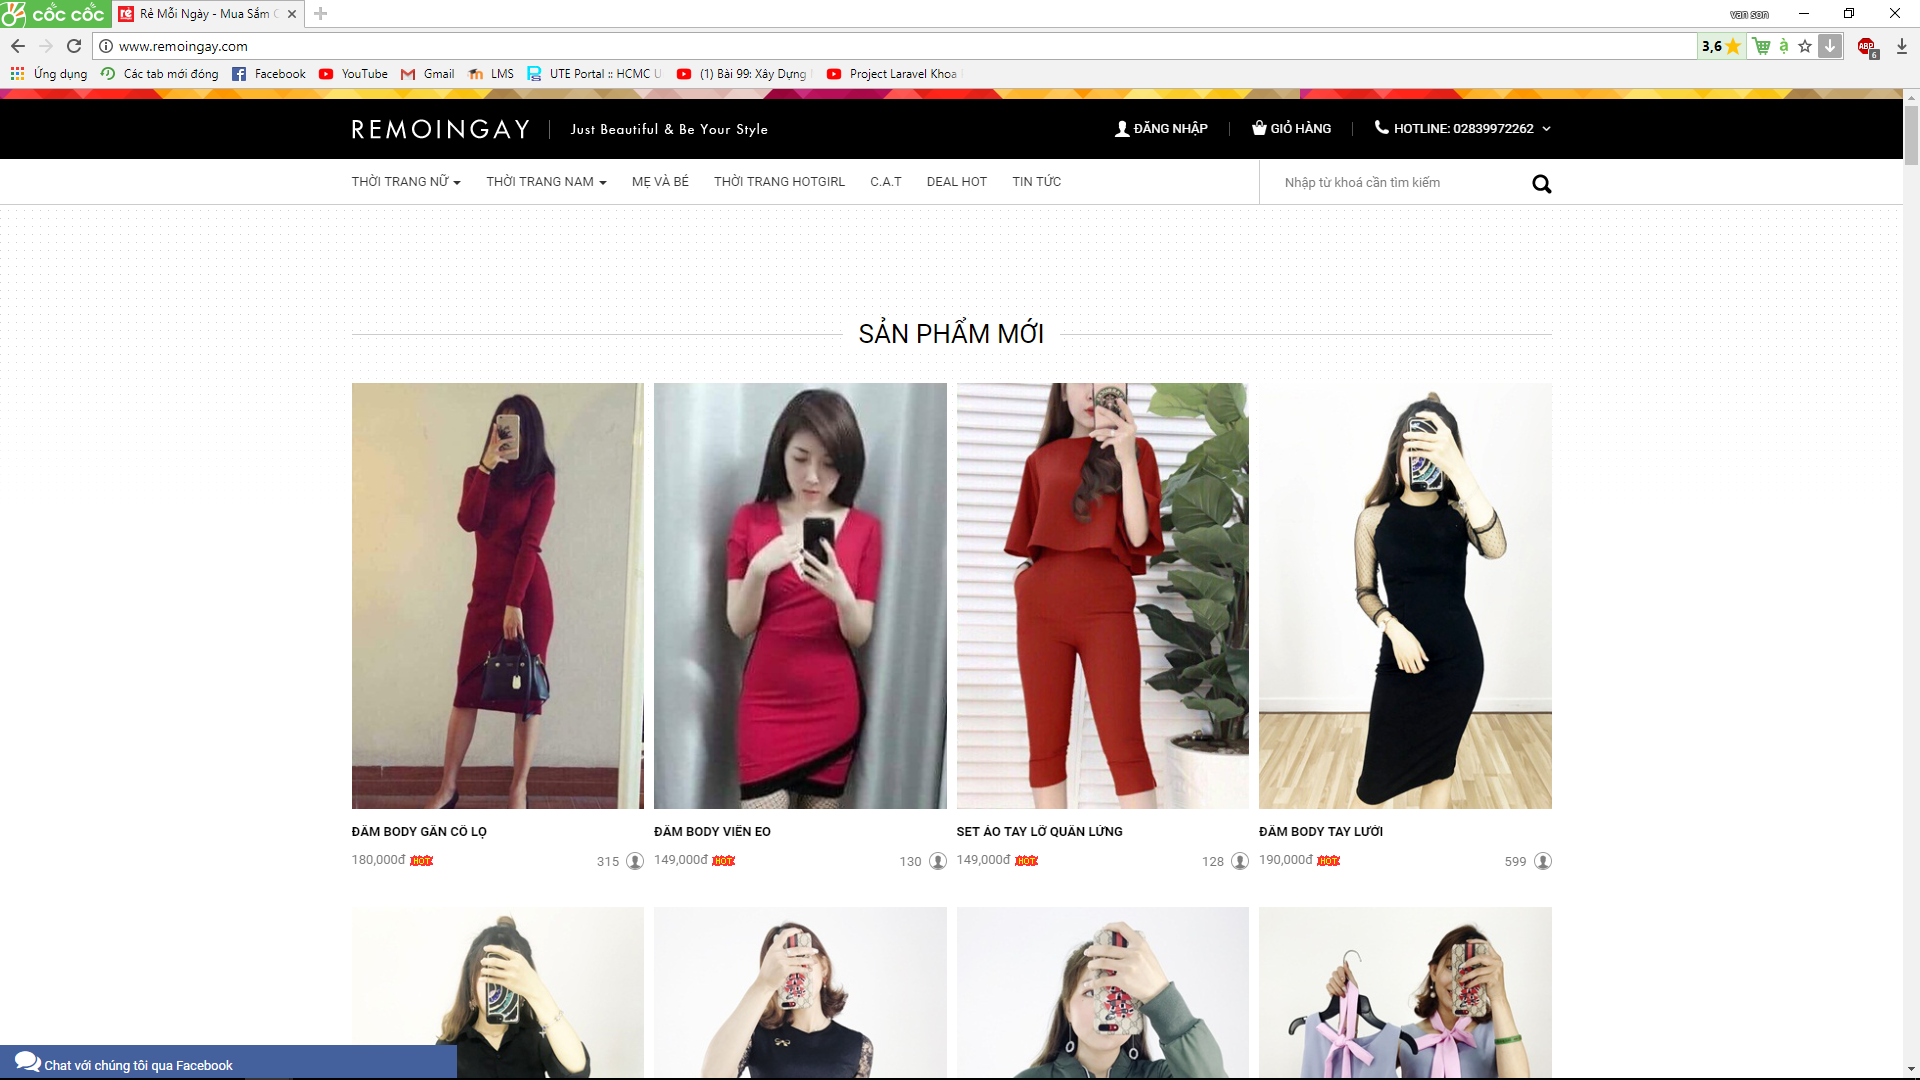 cốc cốc
Rẻ Mỗi Ngày - Mua Sắm
van son
www.remoingay.com
3,6
à
ABP
6
Ứng dụng
Các tab mới đóng
Facebook
YouTube
Gmail
LMS
UTE Portal :: HCMC U
(1) Bài 99: Xây Dựng
Project Laravel Khoa
REMOINGAY
Just Beautiful & Be Your Style
ĐĂNG NHẬP
GIỎ HÀNG
HOTLINE: 02839972262
THỜI TRANG NỮ
THỜI TRANG NAM
MẸ VÀ BÉ
THỜI TRANG HOTGIRL
C.A.T
DEAL HOT
TIN TỨC
Nhập từ khoá cần tìm kiếm
SẢN PHẨM MỚI
ĐẦM BODY GÂN CỔ LỌ
180,000đ HOT
315
ĐẦM BODY VIỀN EO
149,000đ HOT
130
SET ÁO TAY LỠ QUẦN LỬNG
149,000đ HOT
128
ĐẦM BODY TAY LƯỚI
190,000đ HOT
599
Chat với chúng tôi qua Facebook